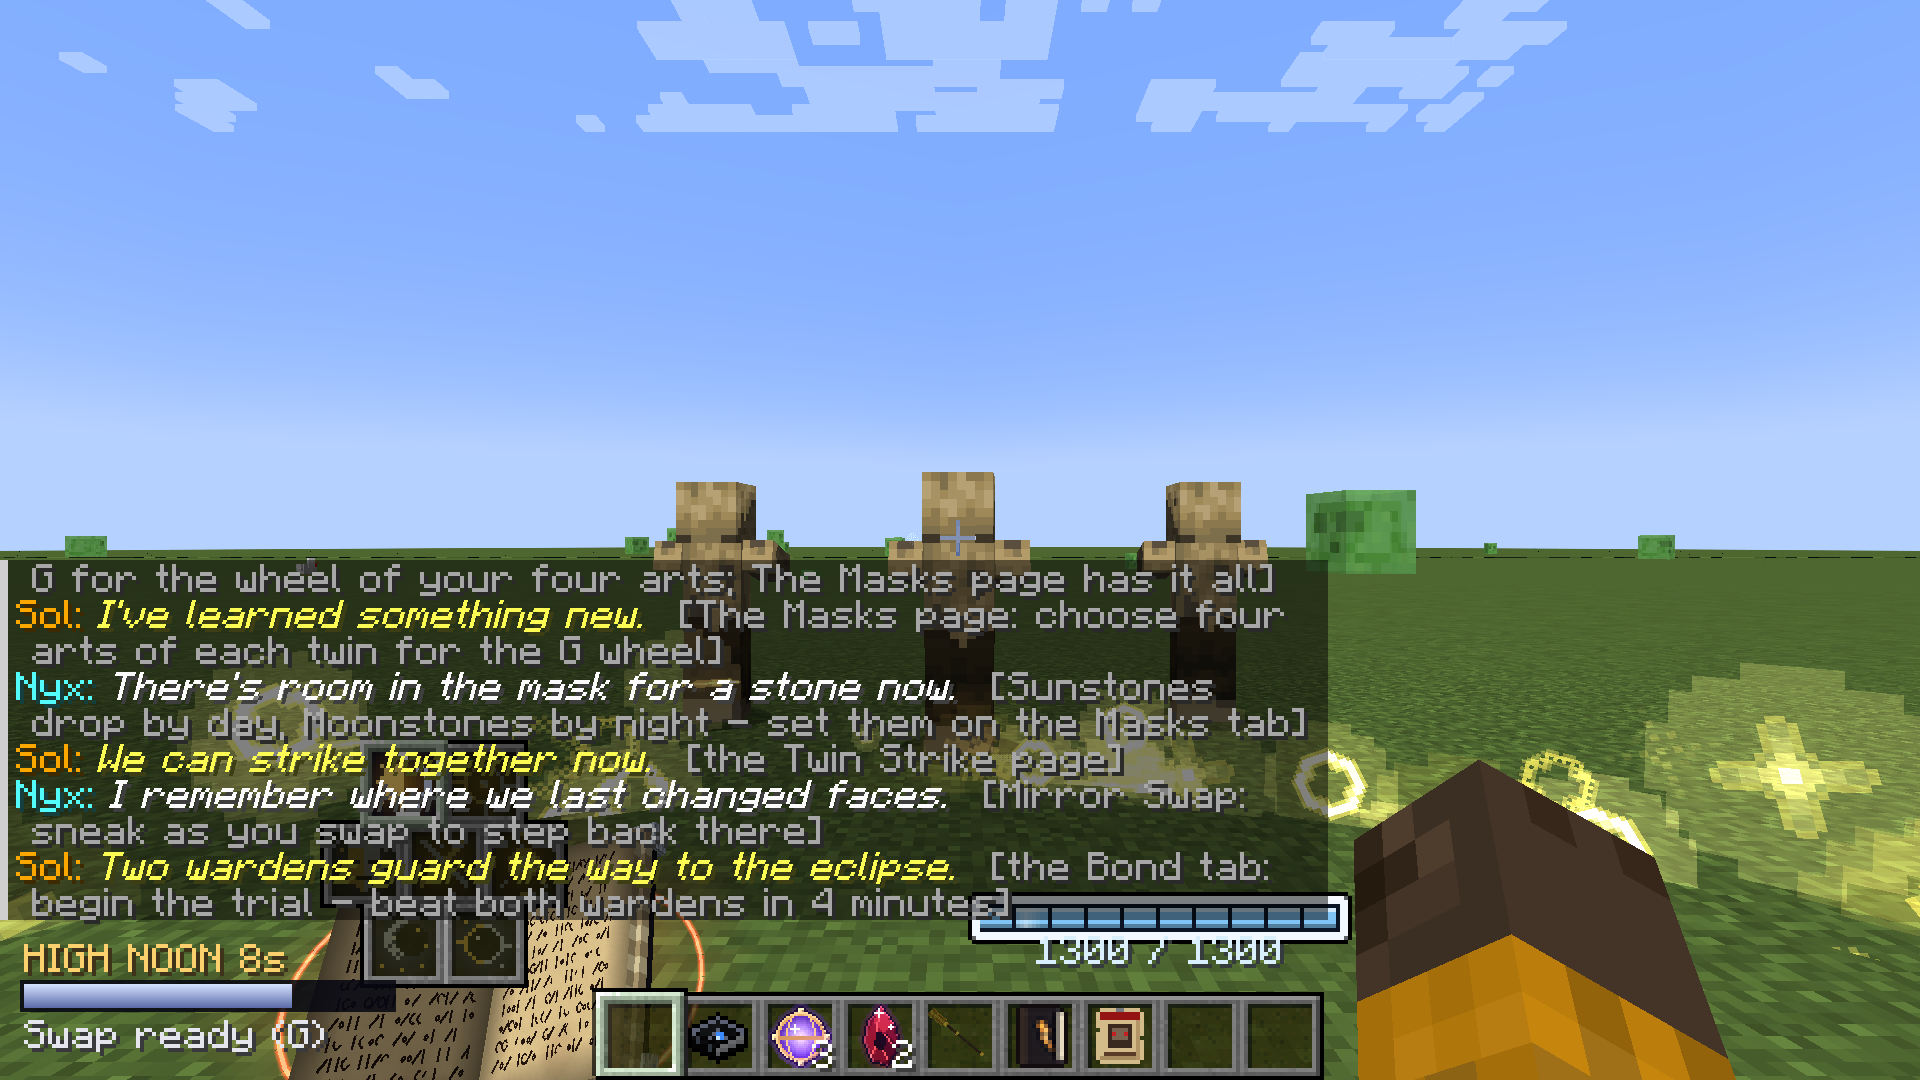 G for the wheel of your four arts; The Masks page has it all]
Sol: I've learned something new. [The Masks page: choose four
arts of each twin for the G wheel]
Nyx: There's room in the mask for a stone now. [Sunstones
drop by day, Moonstones by night - set them on the Masks tab]
Sol: We can strike together now. [the Twin Strike page]
Nyx: I remember where we last changed faces. [Mirror Swap:
sneak as you swap to step back there]
Sol: Two wardens guard the way to the eclipse. [the Bond tab:
begin the trial - beat both wardens in 4 minutes]
HIGH NOON 8s
1300 / 1300
Swap ready (G)
3
2